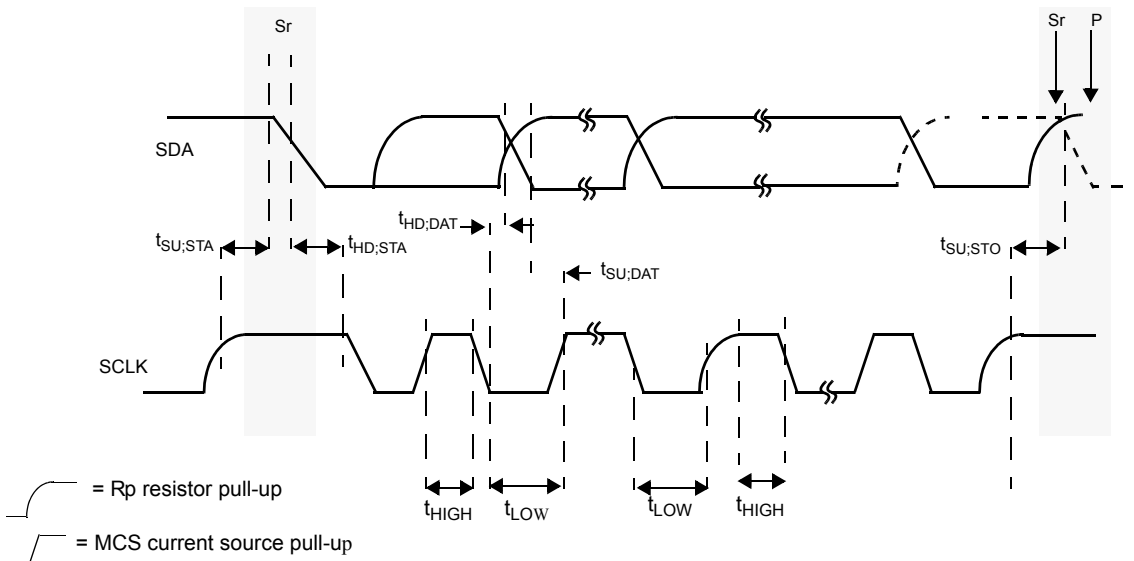 Sr
Sr P
SDA
tHD;DAT
tSU;STA
tHD;STA
tSU;STO
tSU;DAT
SCLK
tHIGH
tLOW
tLOW
tHIGH
= Rp resistor pull-up
= MCS current source pull-up